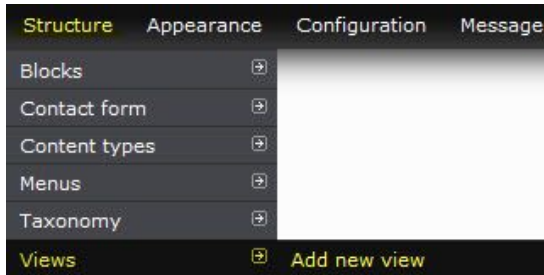 Structure Appearance Configuration Message
Blocks
Contact form
Content types
Menus
Taxonomy
Views Add new view